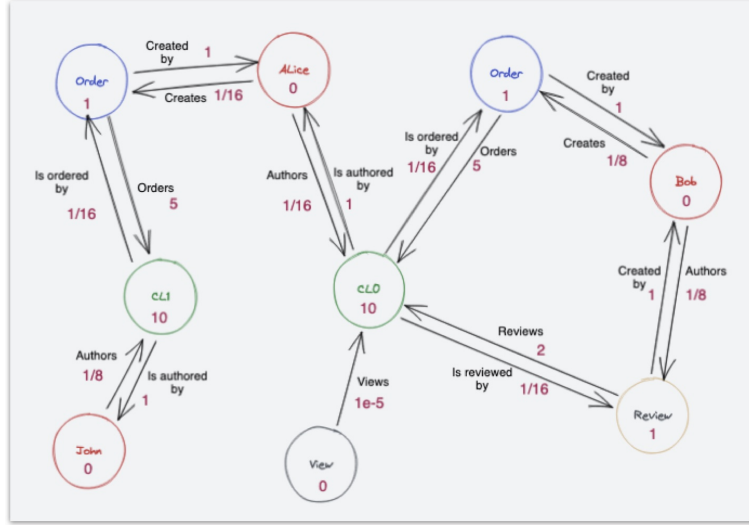 Created
by
1
Order
1
Creates 1/16
Alice
0
Order
1
Created
by
1
Creates
1/8
Is ordered
by
1/16
Orders
5
Authors
1/16
Is authored
by
1
Is ordered
by
1/16
Orders
5
Bob
0
CL1
10
CL0
10
Created
by
1
Authors
1/8
Authors
1/8
Is authored
by
1
Reviews
2
Is reviewed
by
1/16
Views
1e-5
John
0
View
0
Review
1